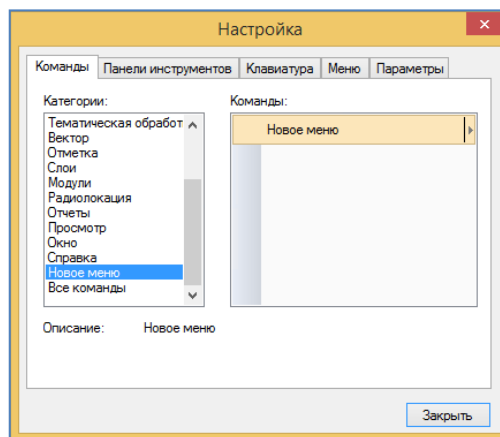 Настройка
Команды Панели инструментов Клавиатура Меню Параметры
Категории: Команды:
Тематическая обработ
Вектор
Отметка
Слои
Модули
Радиолокация
Отчеты
Просмотр
Окно
Справка
Новое меню
Все команды
Новое меню
Описание: Новое меню
Закрыть